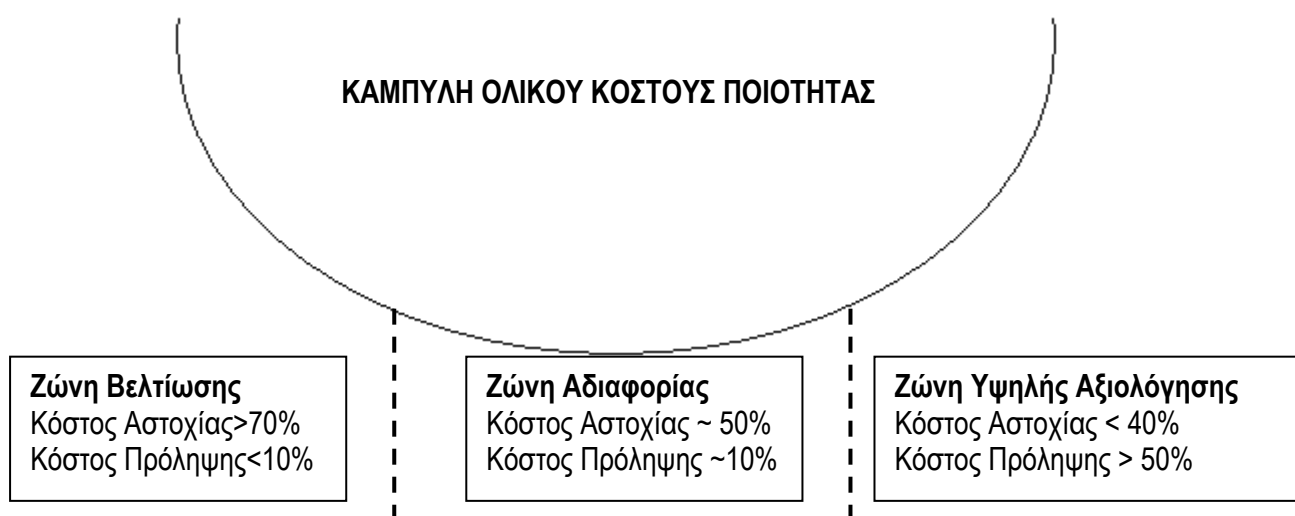 ΚΑΜΠΥΛΗ ΟΛΙΚΟΥ ΚΟΣΤΟΥΣ ΠΟΙΟΤΗΤΑΣ
Ζώνη Βελτίωσης
Κόστος Αστοχίας>70%
Κόστος Πρόληψης<10%
Ζώνη Αδιαφορίας
Κόστος Αστοχίας ~ 50%
Κόστος Πρόληψης ~10%
Ζώνη Υψηλής Αξιολόγησης
Κόστος Αστοχίας < 40%
Κόστος Πρόληψης > 50%